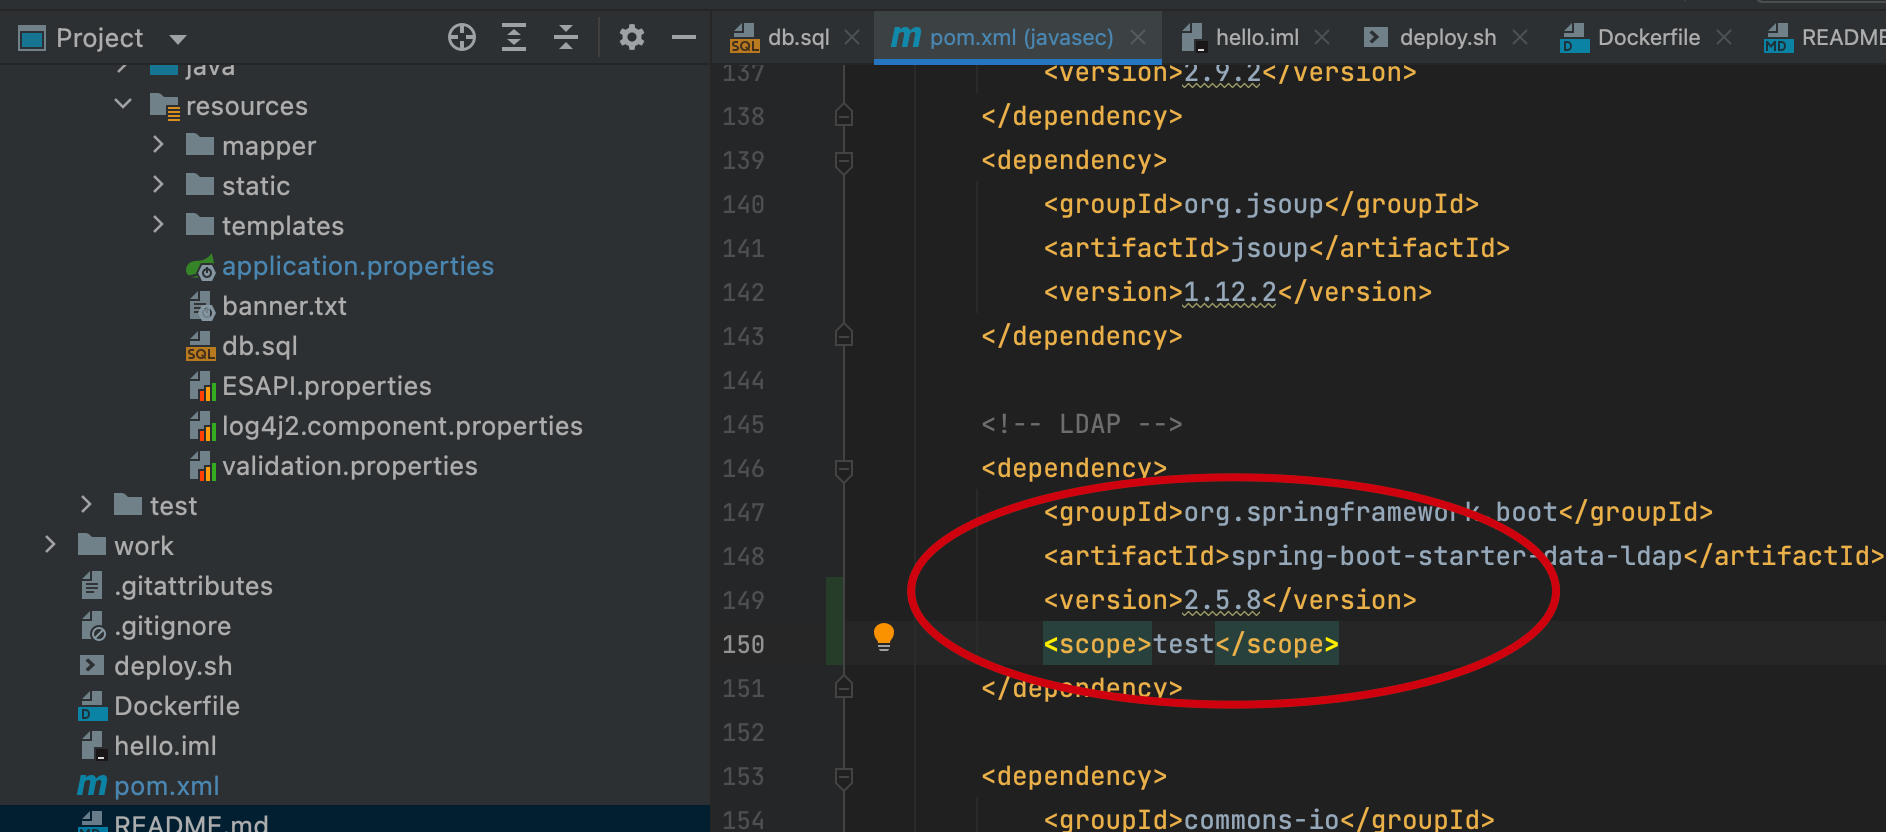 Project
java
resources
mapper
static
templates
application.properties
banner.txt
db.sql
ESAPI.properties
log4j2.component.properties
validation.properties
test
work
.gitattributes
.gitignore
deploy.sh
Dockerfile
hello.iml
pom.xml
README.md
db.sql
pom.xml (javasec)
hello.iml
deploy.sh
Dockerfile
README
137 <version>2.9.2</version>
138 </dependency>
139 <dependency>
140 <groupId>org.jsoup</groupId>
141 <artifactId>jsoup</artifactId>
142 <version>1.12.2</version>
143 </dependency>
144
145 <!-- LDAP -->
146 <dependency>
147 <groupId>org.springframework.boot</groupId>
148 <artifactId>spring-boot-starter-data-ldap</artifactId>
149 <version>2.5.8</version>
150 <scope>test</scope>
151 </dependency>
152
153 <dependency>
154 <groupId>commons-io</groupId>